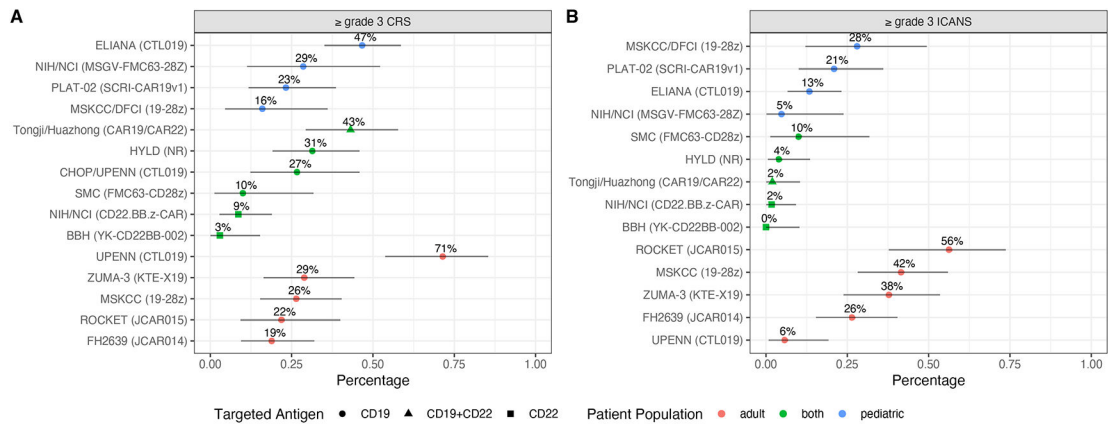 A
≥ grade 3 CRS
ELIANA (CTL019)
47%
NIH/NCI (MSGV-FMC63-28Z)
29%
PLAT-02 (SCRI-CAR19v1)
23%
MSKCC/DFCI (19-28z)
16%
Tongji/Huazhong (CAR19/CAR22)
43%
HYLD (NR)
31%
CHOP/UPENN (CTL019)
27%
SMC (FMC63-CD28z)
10%
NIH/NCI (CD22.BB.z-CAR)
9%
BBH (YK-CD22BB-002)
3%
UPENN (CTL019)
71%
ZUMA-3 (KTE-X19)
29%
MSKCC (19-28z)
26%
ROCKET (JCAR015)
22%
FH2639 (JCAR014)
19%
0.00 0.25 0.50 0.75 1.00
Percentage
B
≥ grade 3 ICANS
MSKCC/DFCI (19-28z)
28%
PLAT-02 (SCRI-CAR19v1)
21%
ELIANA (CTL019)
13%
NIH/NCI (MSGV-FMC63-28Z)
5%
SMC (FMC63-CD28z)
10%
HYLD (NR)
4%
Tongji/Huazhong (CAR19/CAR22)
2%
NIH/NCI (CD22.BB.z-CAR)
2%
BBH (YK-CD22BB-002)
0%
ROCKET (JCAR015)
56%
MSKCC (19-28z)
42%
ZUMA-3 (KTE-X19)
38%
FH2639 (JCAR014)
26%
UPENN (CTL019)
6%
0.00 0.25 0.50 0.75 1.00
Percentage
Targeted Antigen CD19 CD19+CD22 CD22 Patient Population adult both pediatric